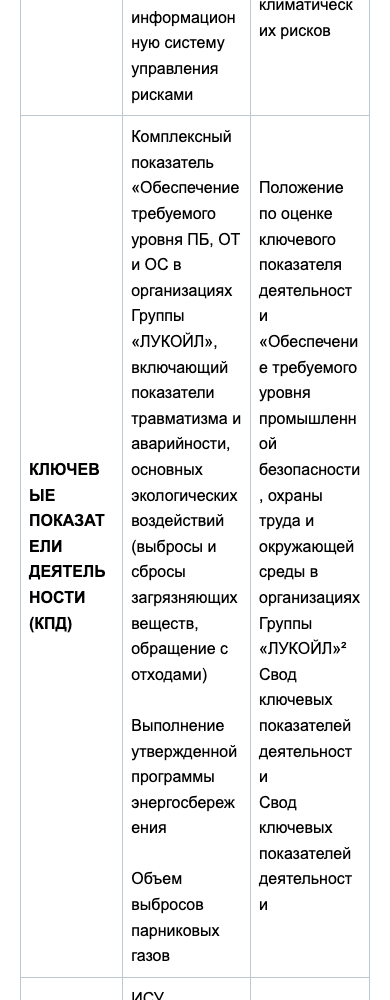 информацион
ную систему
управления
рисками
климатическ
их рисков
КЛЮЧЕВ
ЫЕ
ПОКАЗАТ
ЕЛИ
ДЕЯТЕЛЬ
НОСТИ
(КПД)
Комплексный
показатель
«Обеспечение
требуемого
уровня ПБ, ОТ
и ОС в
организациях
Группы
«ЛУКОЙЛ»,
включающий
показатели
травматизма и
аварийности,
основных
экологических
воздействий
(выбросы и
сбросы
загрязняющих
веществ,
обращение с
отходами)
Выполнение
утвержденной
программы
энергосбереж
ения
Объем
выбросов
парниковых
газов
Положение
по оценке
ключевого
показателя
деятельност
и
«Обеспечени
е требуемого
уровня
промышленн
ой
безопасности
, охраны
труда и
окружающей
среды в
организациях
Группы
«ЛУКОЙЛ»²
Свод
ключевых
показателей
деятельност
и
Свод
ключевых
показателей
деятельност
и
ИСУ